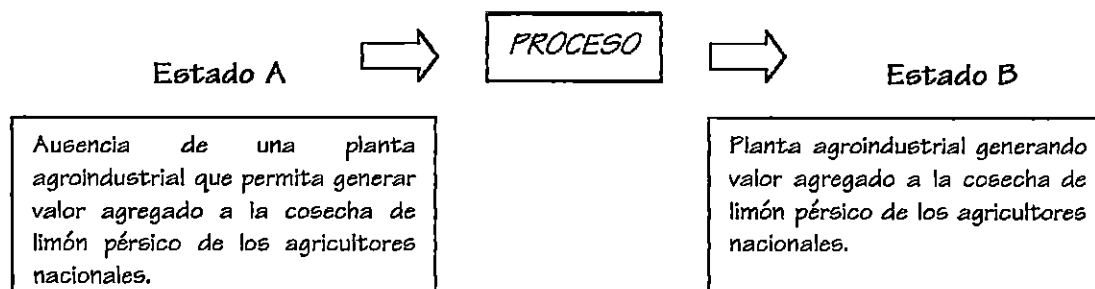 PROCESO
Estado A
Estado B
Ausencia de una planta
agroindustrial que permita generar
valor agregado a la cosecha de
limón pérsico de los agricultores
nacionales.
Planta agroindustrial generando
valor agregado a la cosecha de
limón pérsico de los agricultores
nacionales.